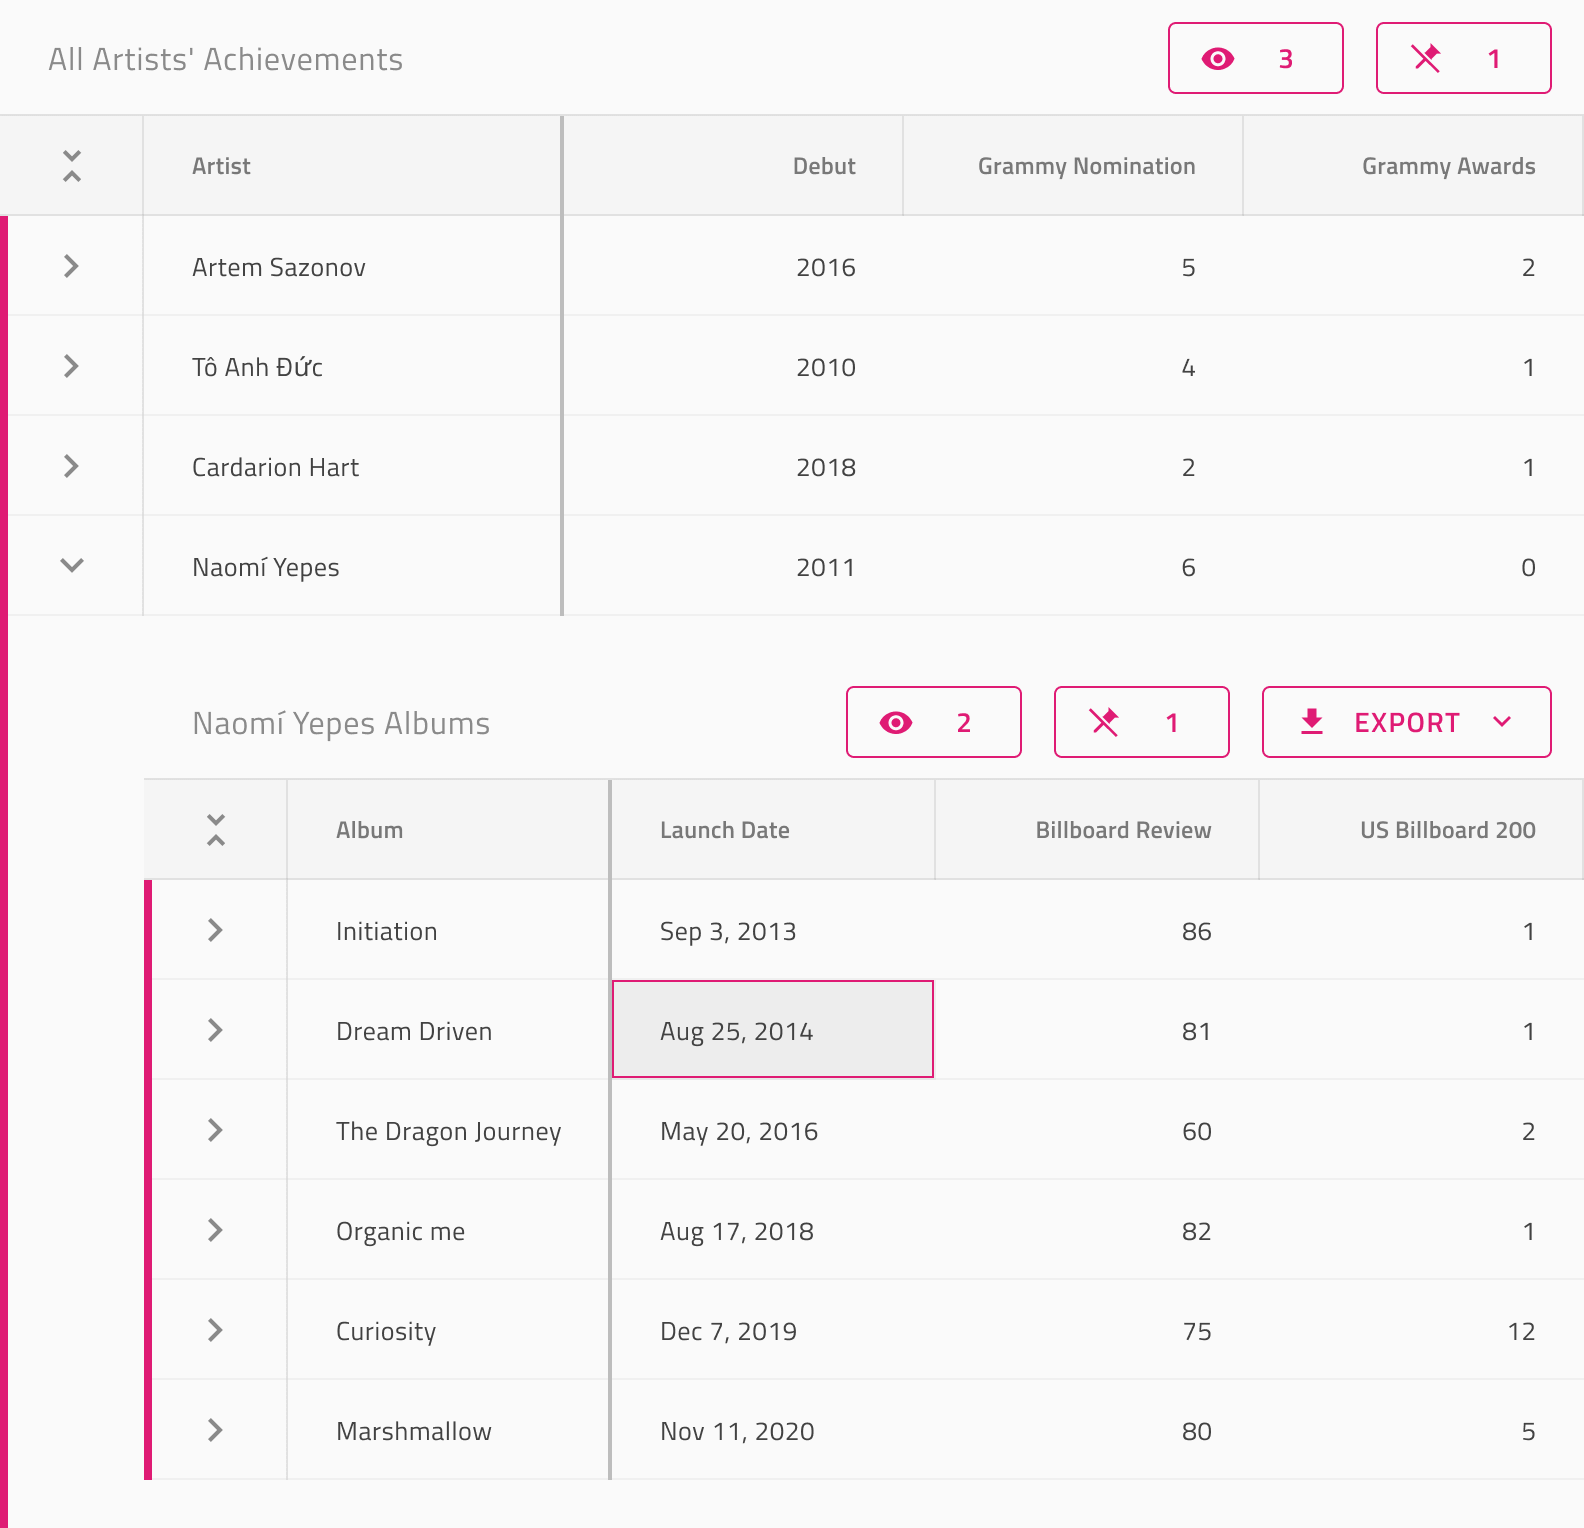 All Artists' Achievements 3 1
Artist Debut Grammy Nomination Grammy Awards
Artem Sazonov 2016 5 2
Tô Anh Đức 2010 4 1
Cardarion Hart 2018 2 1
Naomí Yepes 2011 6 0
Naomí Yepes Albums 2 1 EXPORT
Album Launch Date Billboard Review US Billboard 200
Initiation Sep 3, 2013 86 1
Dream Driven Aug 25, 2014 81 1
The Dragon Journey May 20, 2016 60 2
Organic me Aug 17, 2018 82 1
Curiosity Dec 7, 2019 75 12
Marshmallow Nov 11, 2020 80 5